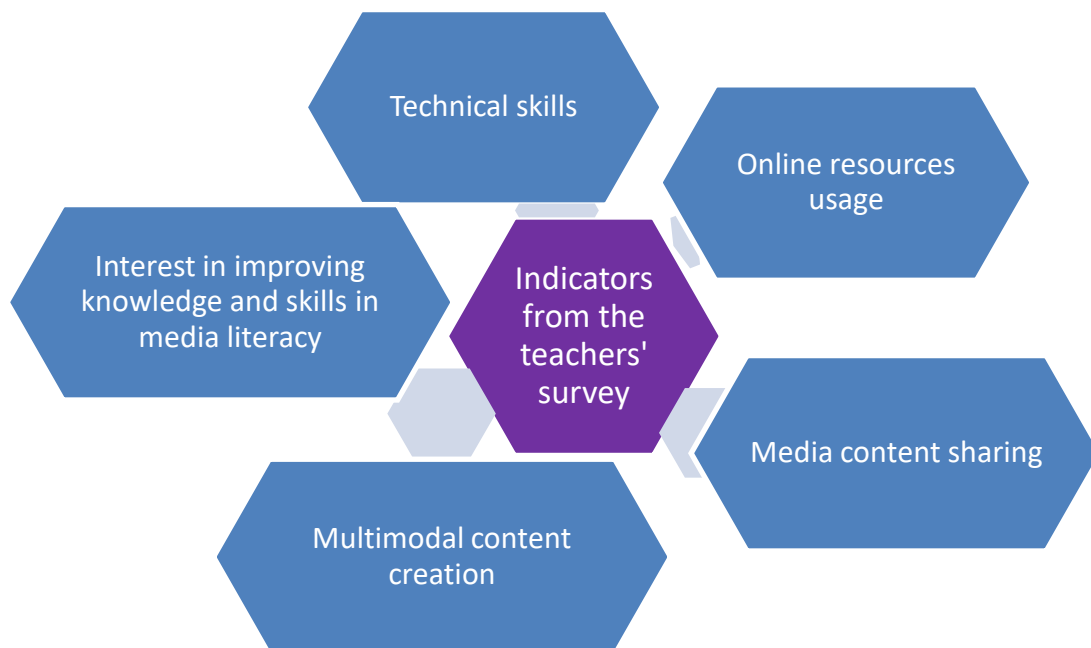 Technical skills
Online resources
usage
Interest in improving
knowledge and skills in
media literacy
Indicators
from the
teachers'
survey
Media content sharing
Multimodal content
creation